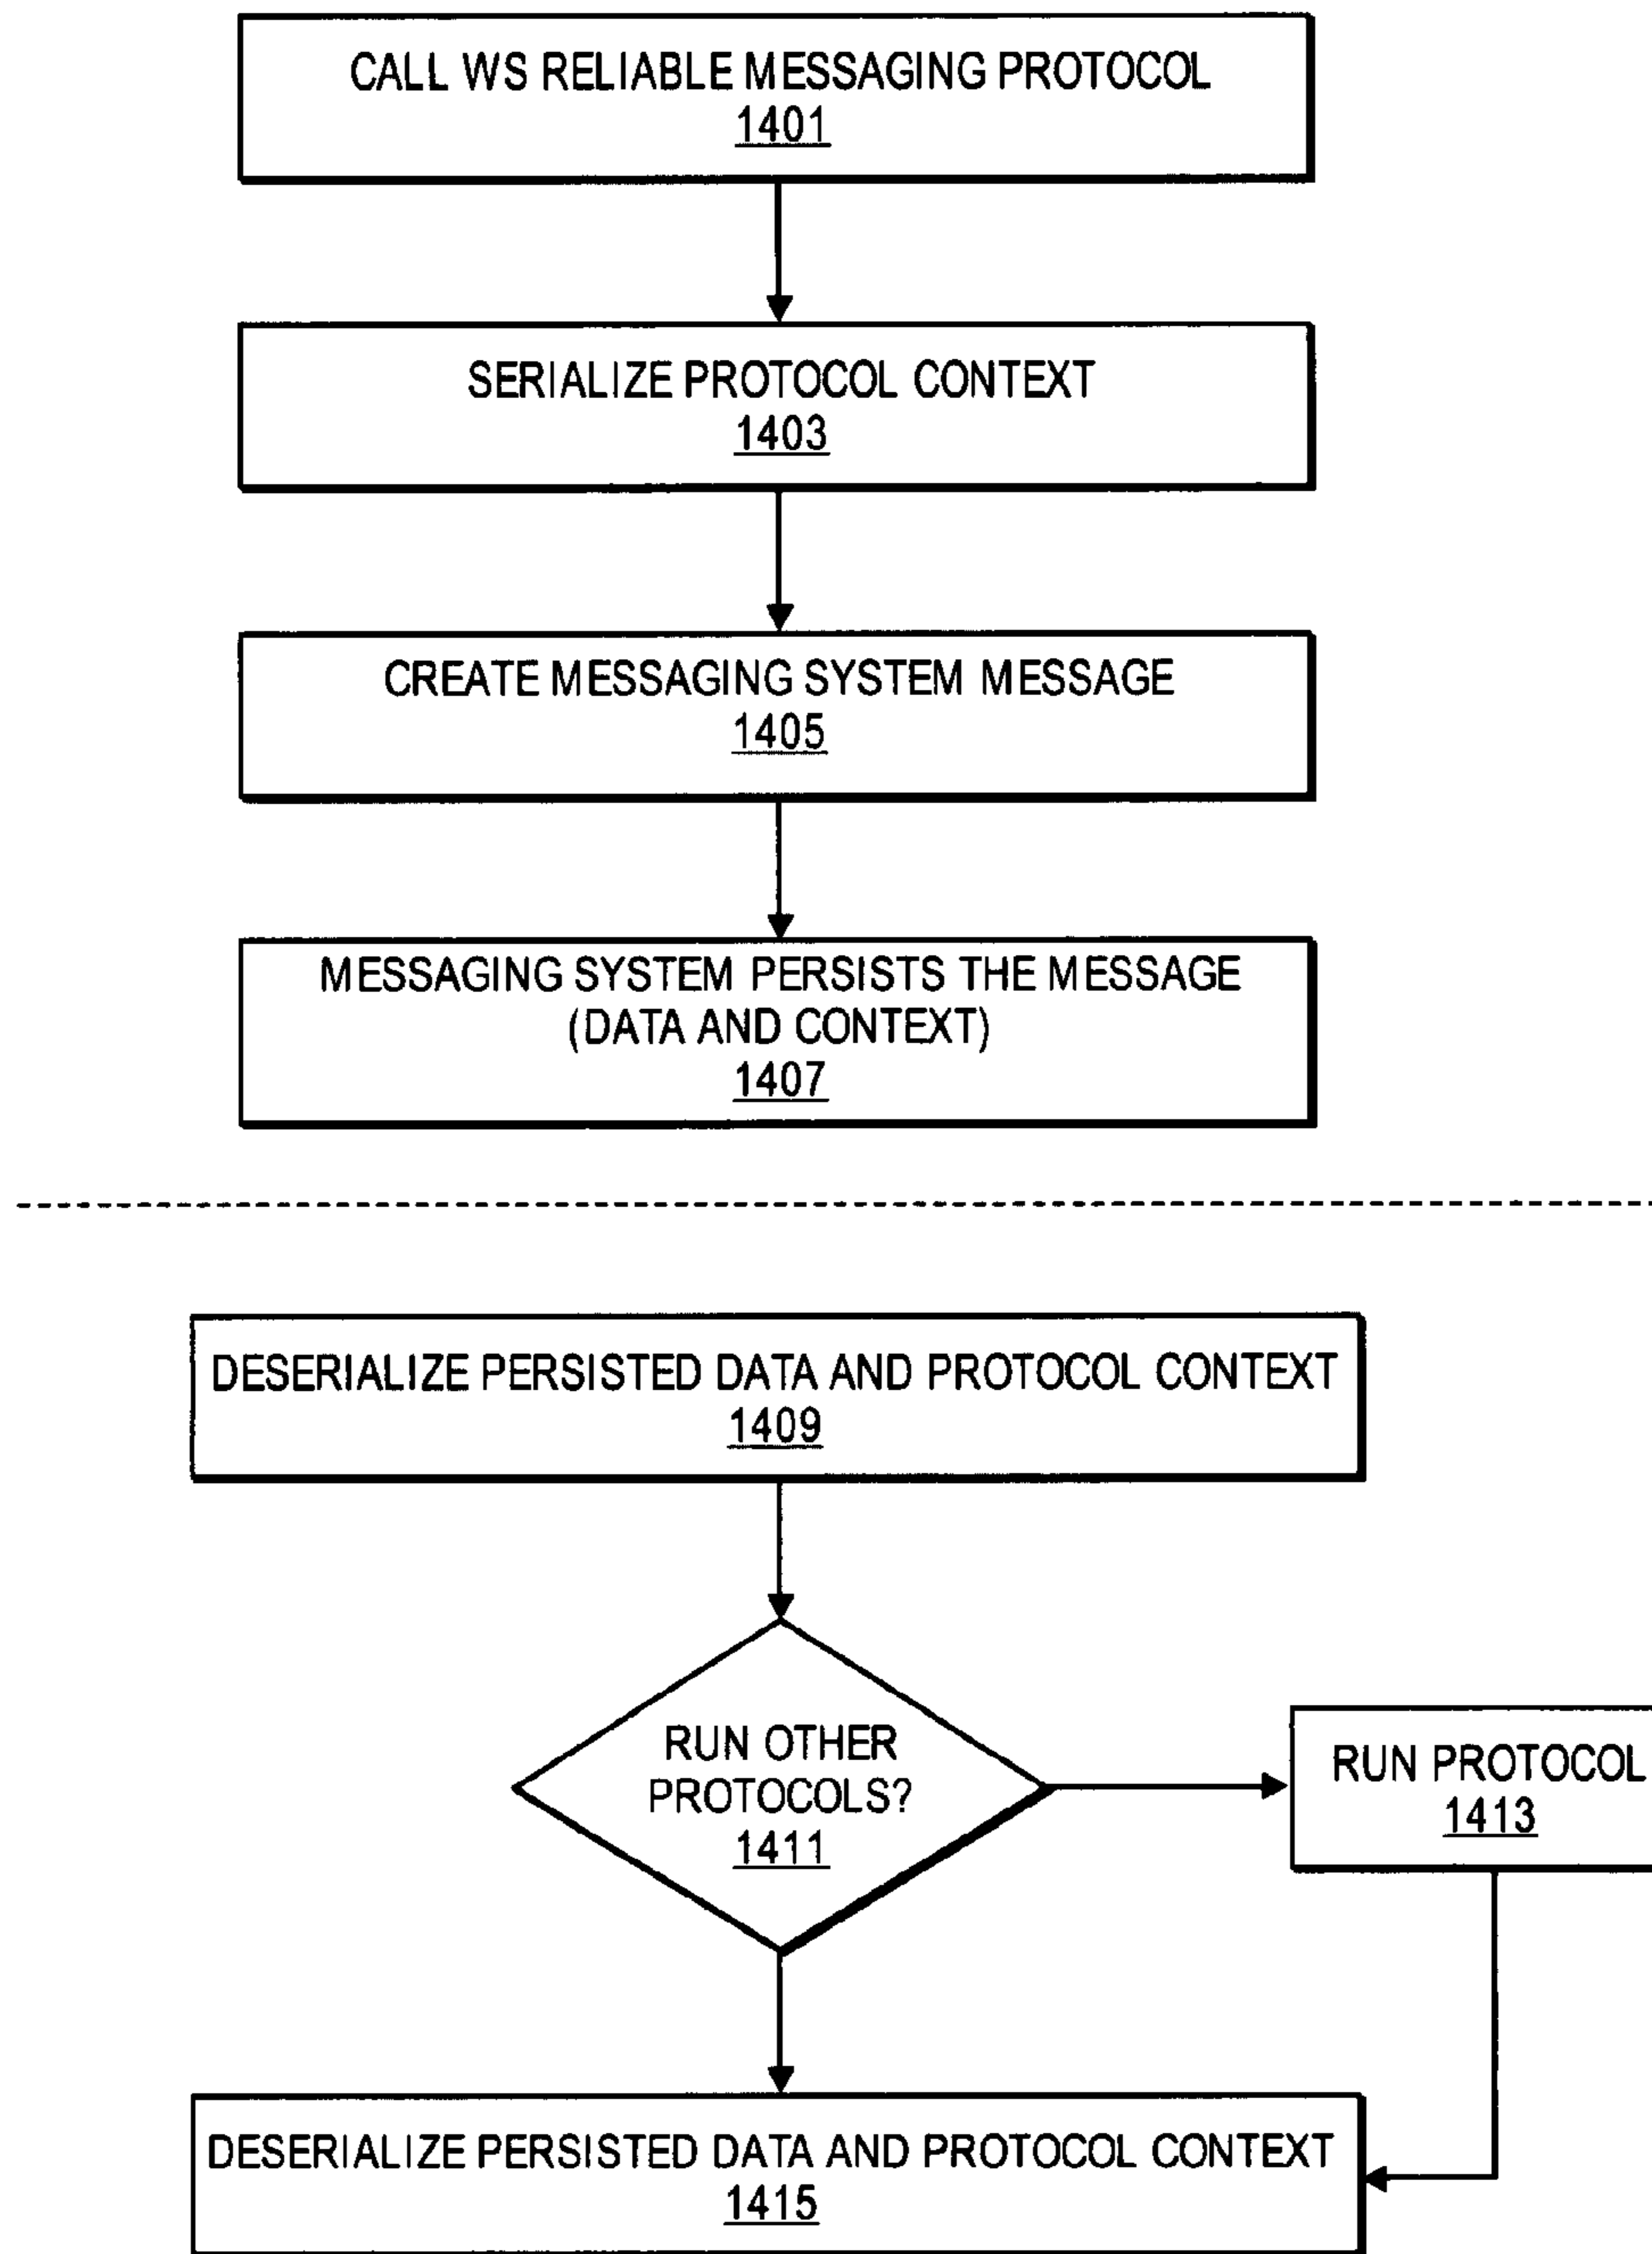 CALL WS RELIABLE MESSAGING PROTOCOL
1401
SERIALIZE PROTOCOL CONTEXT
1403
CREATE MESSAGING SYSTEM MESSAGE
1405
MESSAGING SYSTEM PERSISTS THE MESSAGE
(DATA AND CONTEXT)
1407
DESERIALIZE PERSISTED DATA AND PROTOCOL CONTEXT
1409
RUN OTHER
PROTOCOLS?
1411
RUN PROTOCOL
1413
DESERIALIZE PERSISTED DATA AND PROTOCOL CONTEXT
1415